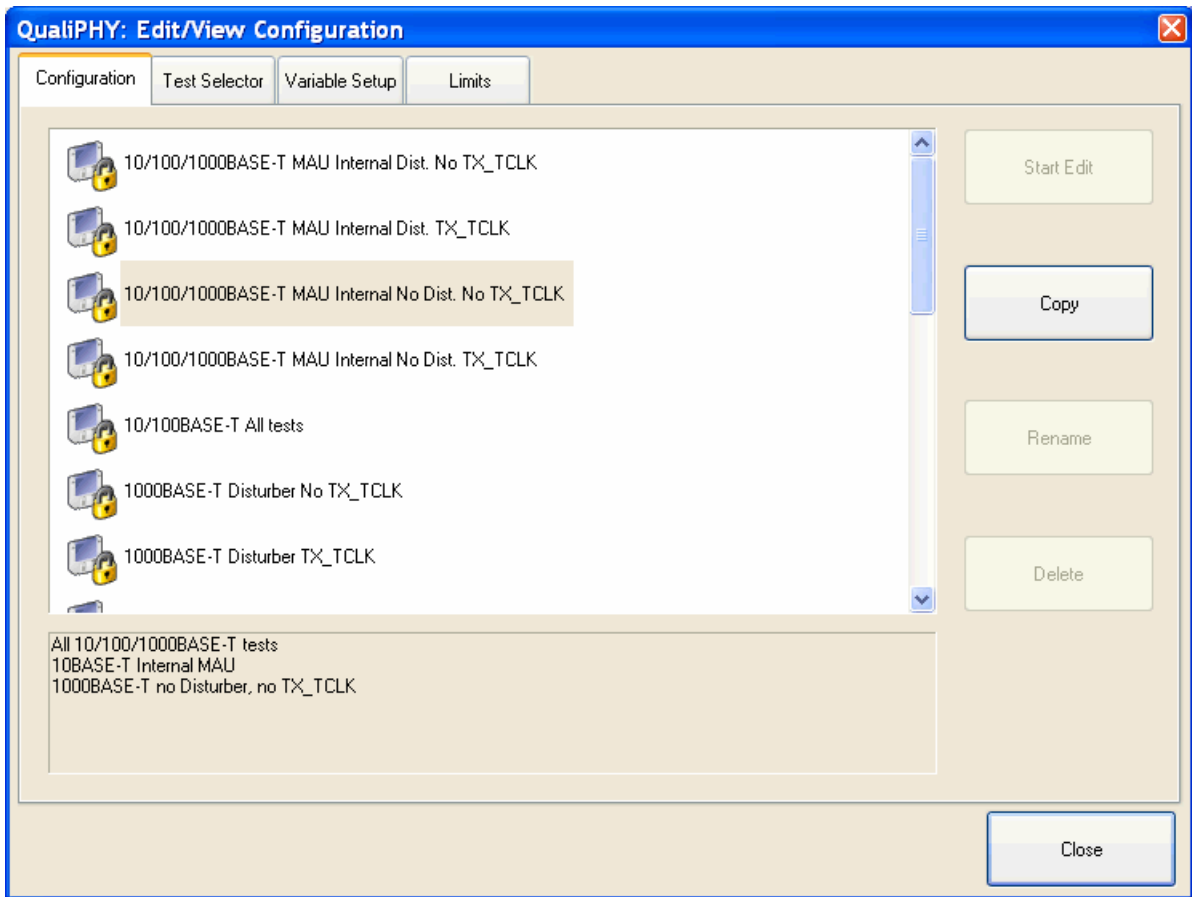 QualiPHY: Edit/View Configuration
Configuration Test Selector Variable Setup Limits
10/100/1000BASE-T MAU Internal Dist. No TX_TCLK
Start Edit
10/100/1000BASE-T MAU Internal Dist. TX_TCLK
10/100/1000BASE-T MAU Internal No Dist. No TX_TCLK
Copy
10/100/1000BASE-T MAU Internal No Dist. TX_TCLK
10/100BASE-T All tests
Rename
1000BASE-T Disturber No TX_TCLK
1000BASE-T Disturber TX_TCLK
Delete
All 10/100/1000BASE-T tests
10BASE-T Internal MAU
1000BASE-T no Disturber, no TX_TCLK
Close